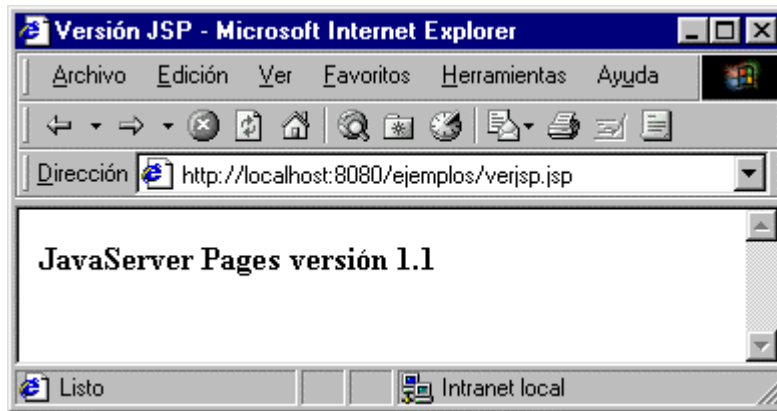 Versión JSP - Microsoft Internet Explorer
Archivo Edición Ver Favoritos Herramientas Ayuda
Dirección http://localhost:8080/ejemplos/verjsp.jsp
JavaServer Pages versión 1.1
Listo Intranet local